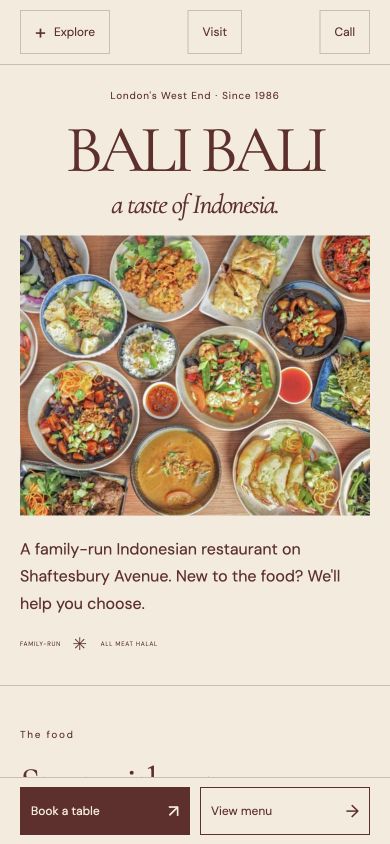 + Explore
Visit
Call
London's West End · Since 1986
BALI BALI
a taste of Indonesia.
A family-run Indonesian restaurant on
Shaftesbury Avenue. New to the food? We'll
help you choose.
FAMILY-RUN ALL MEAT HALAL
The food
Book a table
View menu